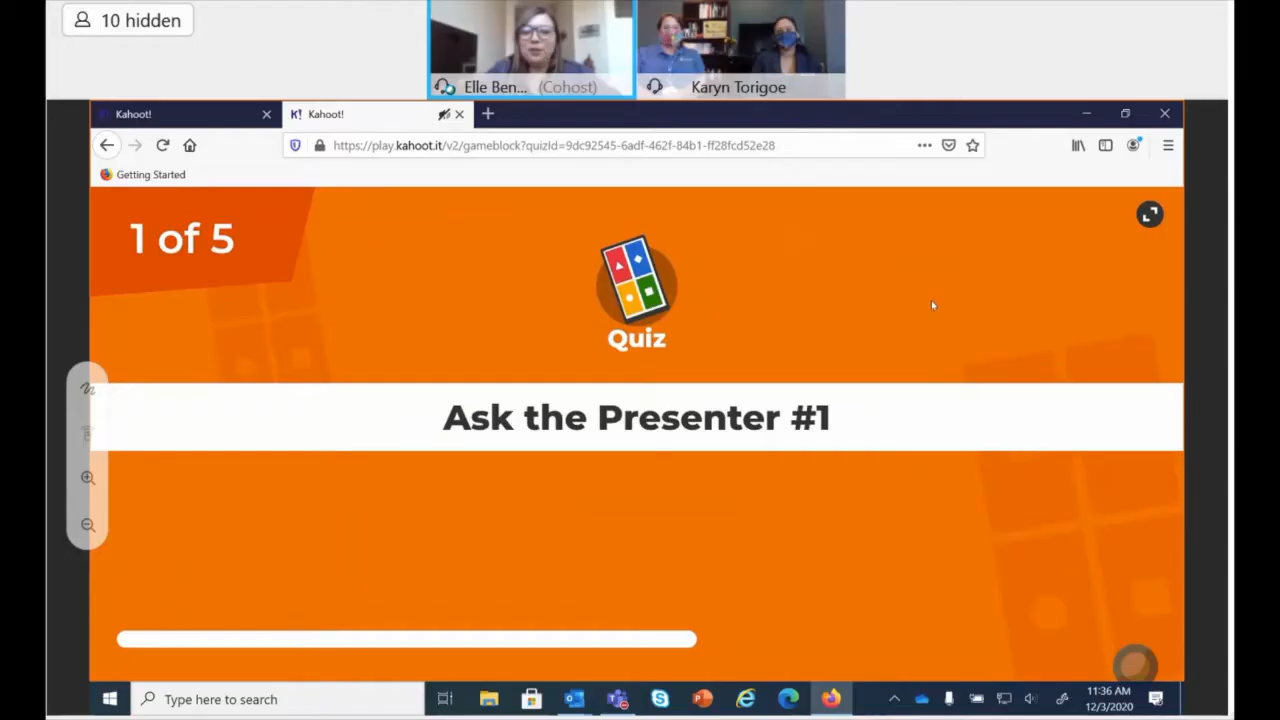 10 hidden
Elle Ben... (Cohost)
Karyn Torigoe
Kahoot!
K! Kahoot!
https://play.kahoot.it/v2/gameblock?quizId=9dc92545-6adf-462f-84b1-ff28fcd52e28
Getting Started
1 of 5
Quiz
Ask the Presenter #1
Type here to search
11:36 AM
12/3/2020